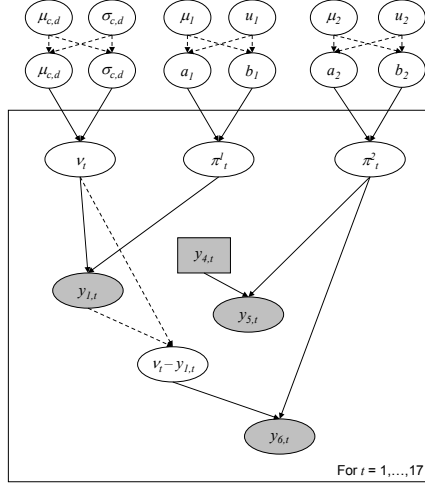 μc,d σc,d μ1 u1 μ2 u2
μc,d σc,d a1 b1 a2 b2
νt π1t π2t
y4,t
y1,t
y5,t
νt – y1,t
y6,t
For t = 1,…,17